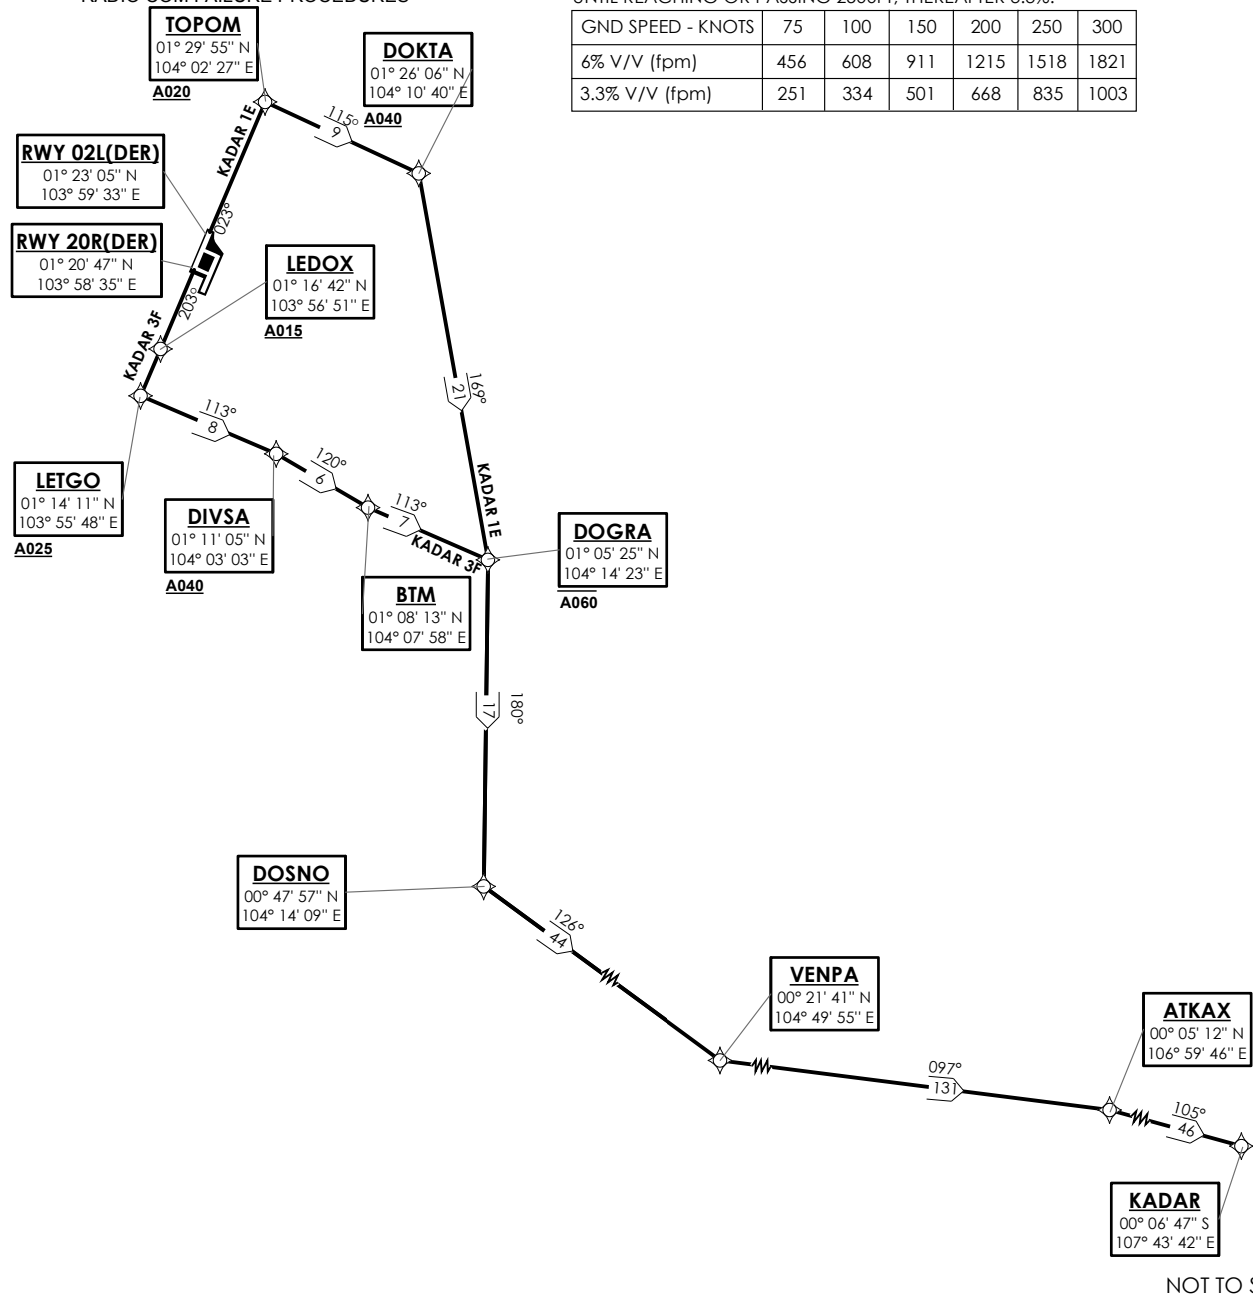 TOPOM
01° 29' 55" N
104° 02' 27" E
A020
DOKTA
01° 26' 06" N
104° 10' 40" E
A040
GND SPEED - KNOTS 75 100 150 200 250 300
6% V/V (fpm) 456 608 911 1215 1518 1821
3.3% V/V (fpm) 251 334 501 668 835 1003
115°
9
KADAR 1E
RWY 02L(DER)
01° 23' 05" N
103° 59' 33" E
023°
RWY 20R(DER)
01° 20' 47" N
103° 58' 35" E
203°
LEDOX
01° 16' 42" N
103° 56' 51" E
A015
KADAR 3F
169°
21
113°
8
120°
6
113°
7
KADAR 1E
KADAR 3F
LETGO
01° 14' 11" N
103° 55' 48" E
A025
DIVSA
01° 11' 05" N
104° 03' 03" E
A040
BTM
01° 08' 13" N
104° 07' 58" E
DOGRA
01° 05' 25" N
104° 14' 23" E
A060
180°
17
DOSNO
00° 47' 57" N
104° 14' 09" E
126°
44
VENPA
00° 21' 41" N
104° 49' 55" E
097°
131
ATKAX
00° 05' 12" N
106° 59' 46" E
105°
46
KADAR
00° 06' 47" S
107° 43' 42" E
NOT TO